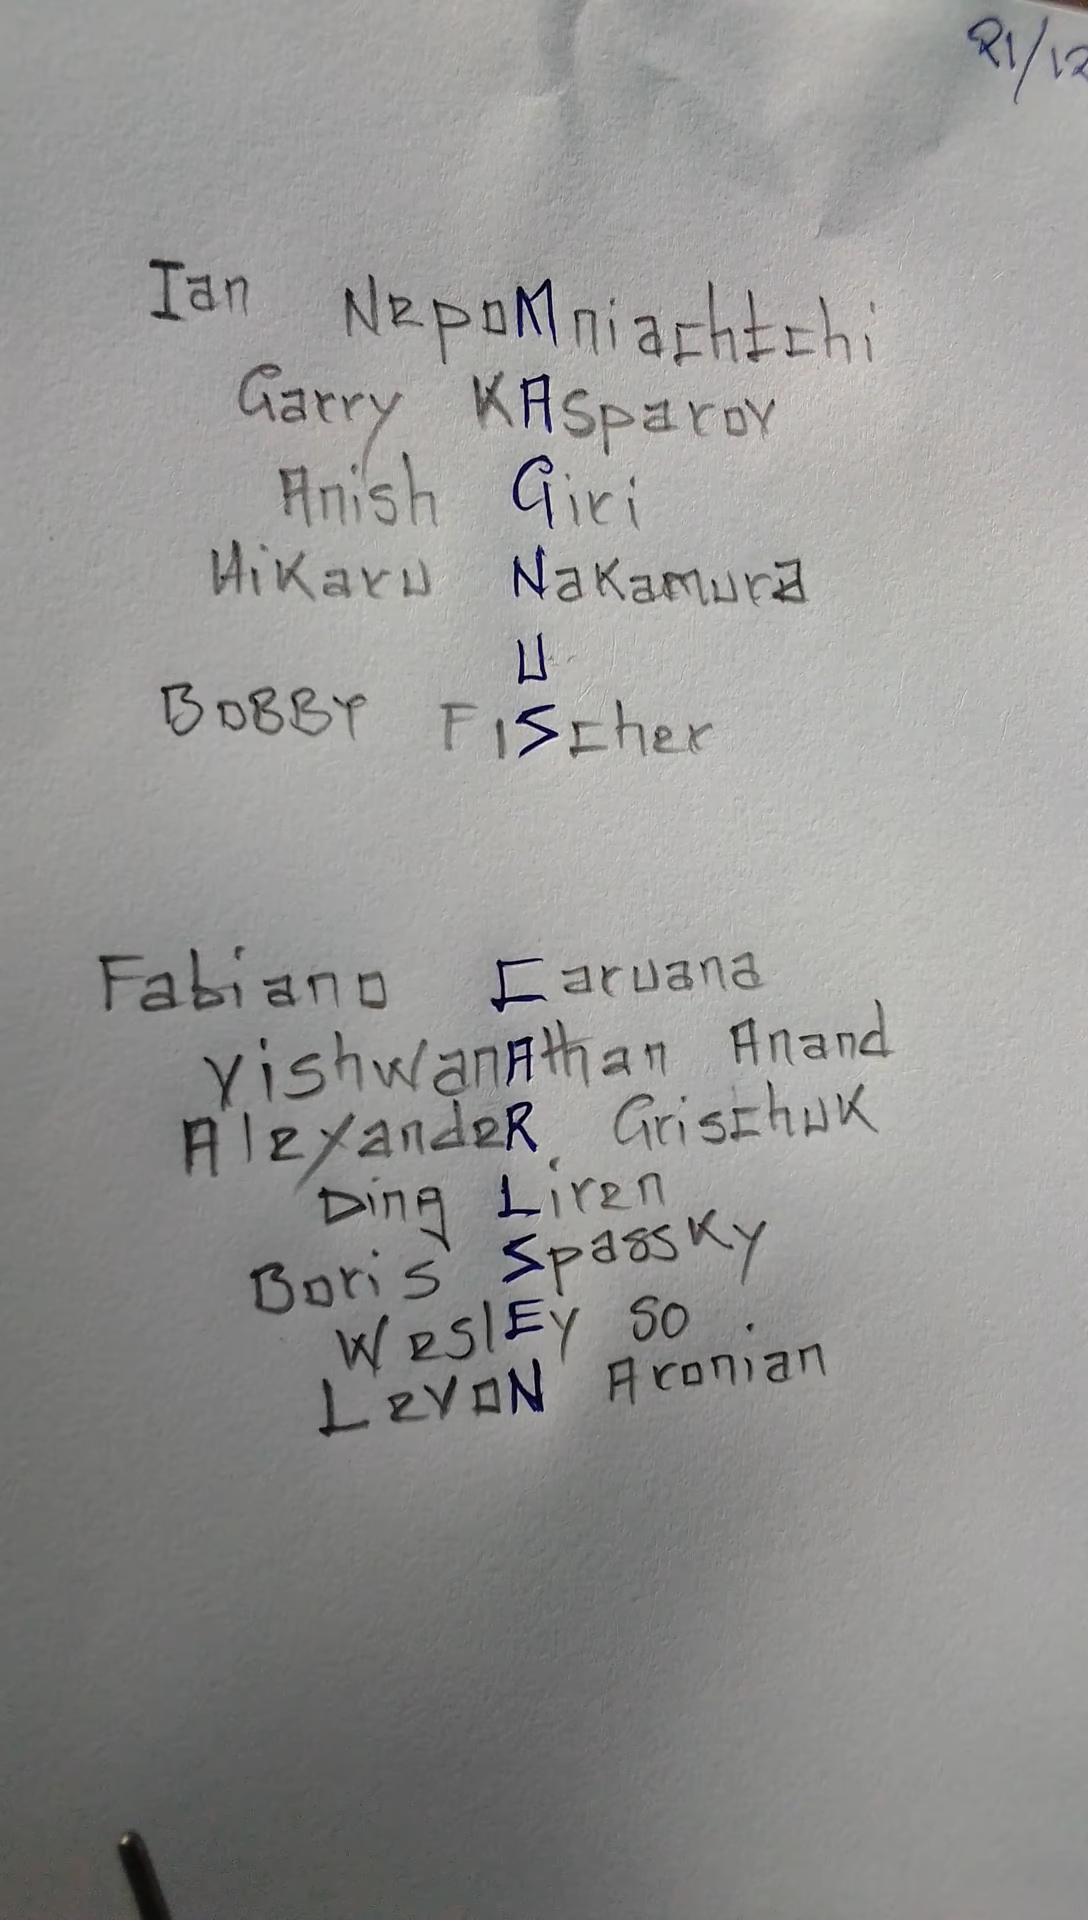 21/12
Ian NepoMniachtchi
Garry KASparov
Anish Giri
HiKaru NaKamura
U
BOBBY FIScher
Fabiano Caruana
VishwanAthan Anand
AlexandeR Grischuk
Ding Liren
Boris Spassky
WeslEy So
LevoN Aronian